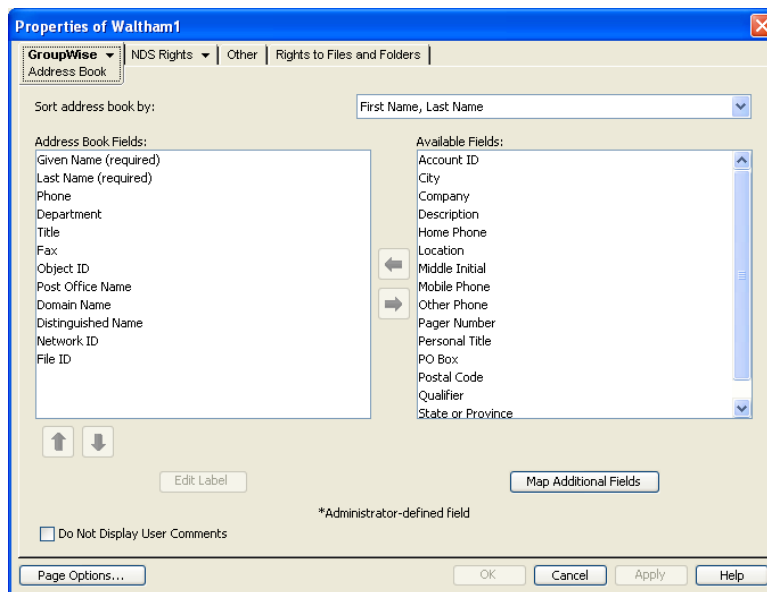 Properties of Waltham1
GroupWise NDS Rights Other Rights to Files and Folders
Address Book
Sort address book by: First Name, Last Name
Address Book Fields:
Given Name (required)
Last Name (required)
Phone
Department
Title
Fax
Object ID
Post Office Name
Domain Name
Distinguished Name
Network ID
File ID
Available Fields:
Account ID
City
Company
Description
Home Phone
Location
Middle Initial
Mobile Phone
Other Phone
Pager Number
Personal Title
PO Box
Postal Code
Qualifier
State or Province
Edit Label
Map Additional Fields
*Administrator-defined field
Do Not Display User Comments
Page Options... OK Cancel Apply Help